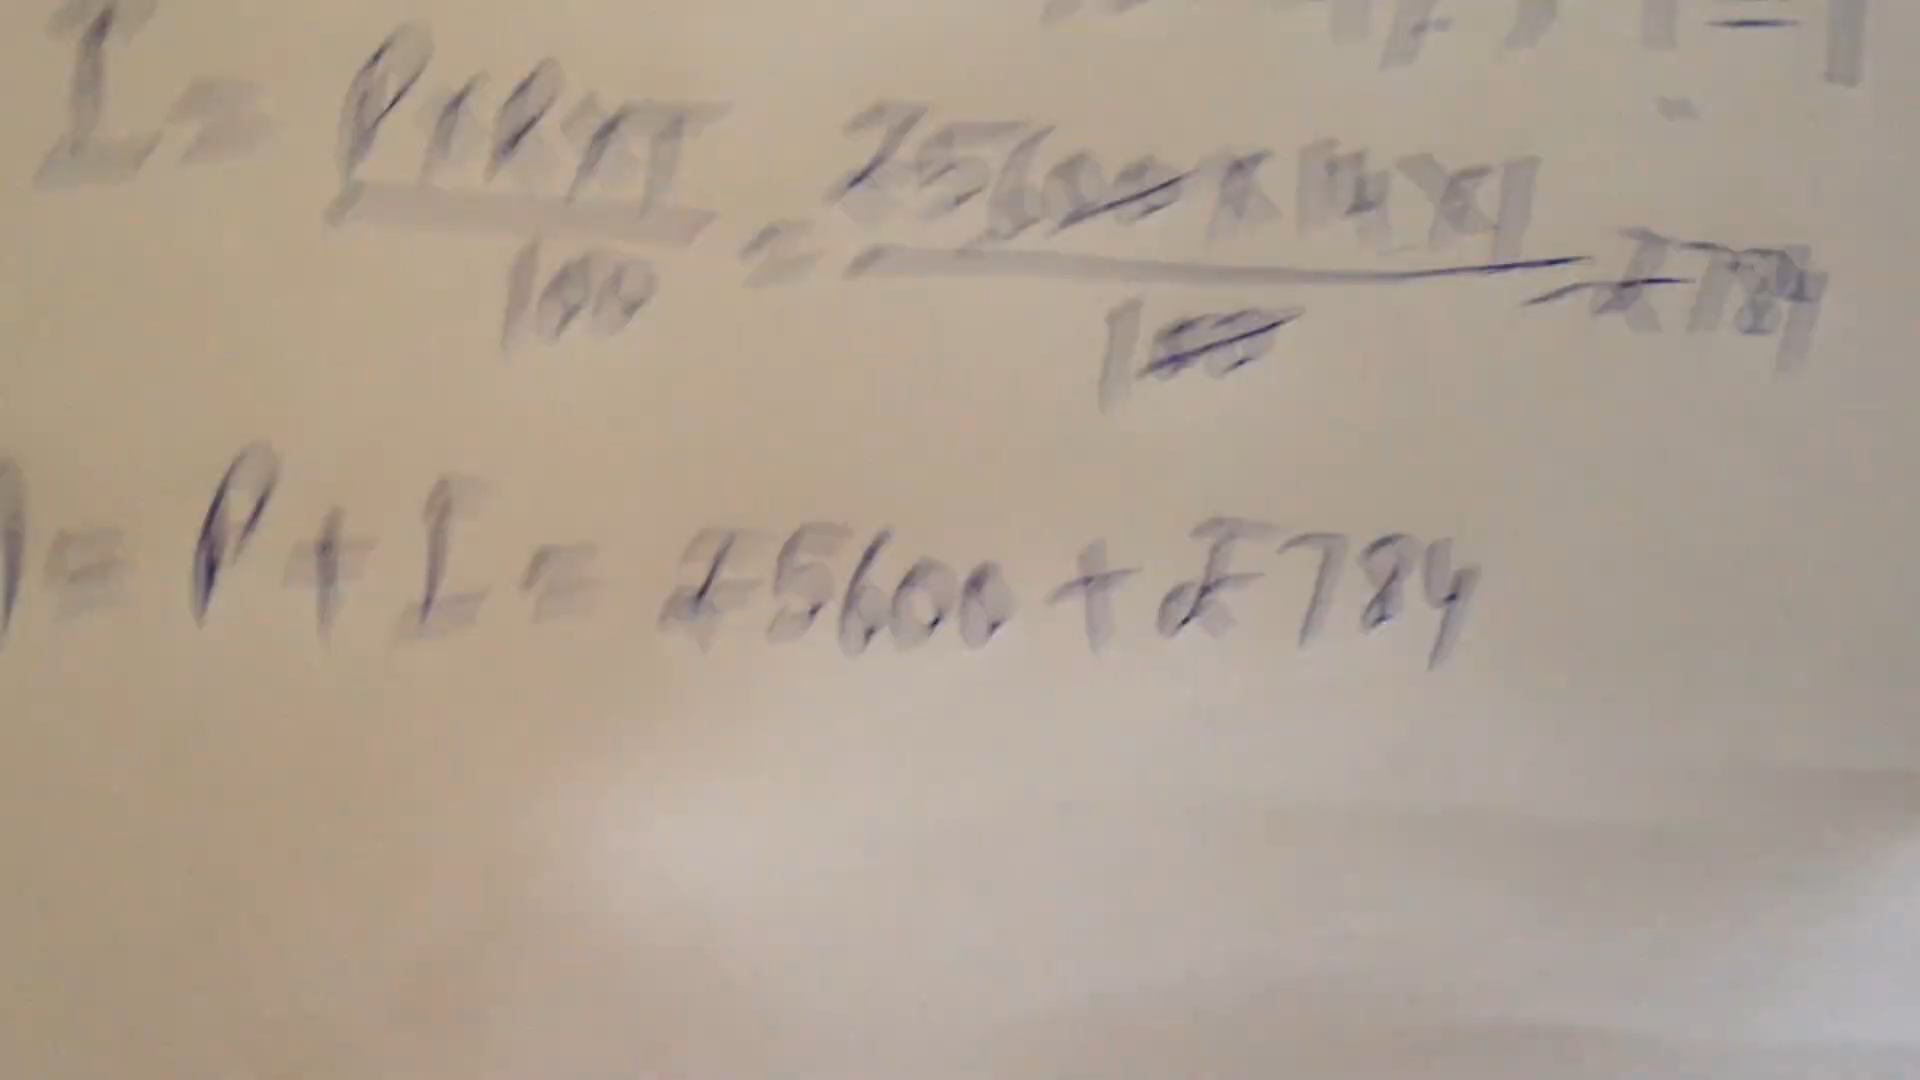 I = P×R×T/100 = £5600×14×1/100 = £784
= P + I = £5600 + £784